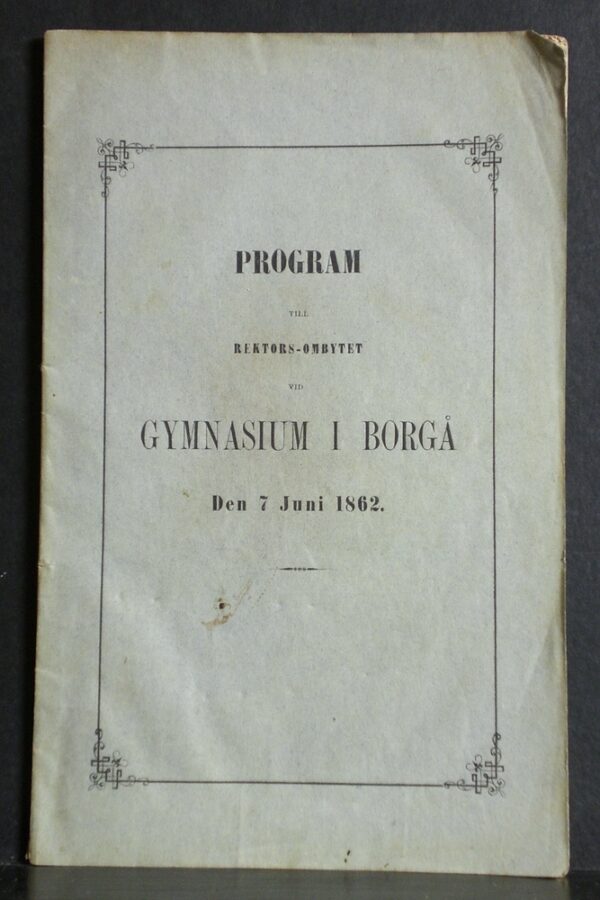 PROGRAM
TILL
REKTORS-OMBYTET
VID
GYMNASIUM I BORGÅ
Den 7 Juni 1862.